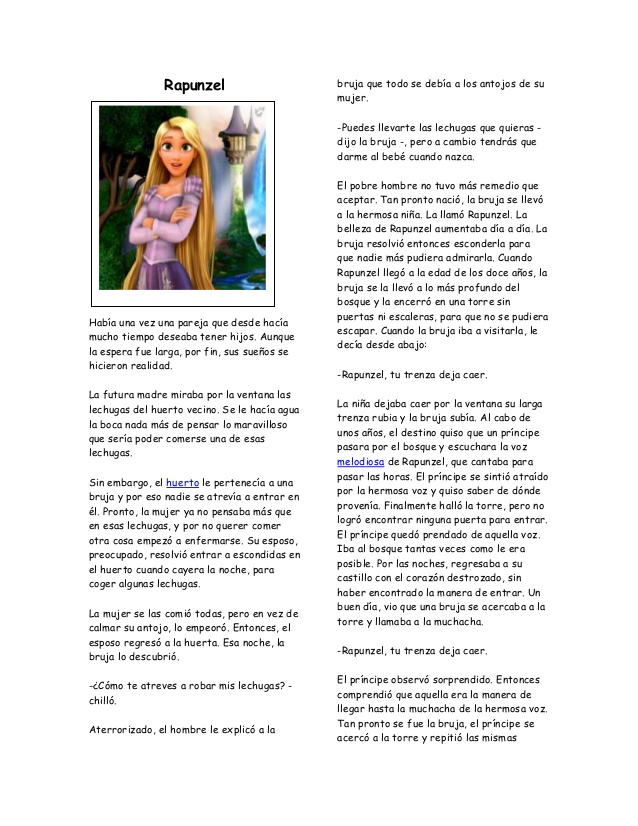 Rapunzel
Había una vez una pareja que desde hacía
mucho tiempo deseaba tener hijos. Aunque
la espera fue larga, por fin, sus sueños se
hicieron realidad.
La futura madre miraba por la ventana las
lechugas del huerto vecino. Se le hacía agua
la boca nada más de pensar lo maravilloso
que sería poder comerse una de esas
lechugas.
Sin embargo, el huerto le pertenecía a una
bruja y por eso nadie se atrevía a entrar en
él. Pronto, la mujer ya no pensaba más que
en esas lechugas, y por no querer comer
otra cosa empezó a enfermarse. Su esposo,
preocupado, resolvió entrar a escondidas en
el huerto cuando cayera la noche, para
coger algunas lechugas.
La mujer se las comió todas, pero en vez de
calmar su antojo, lo empeoró. Entonces, el
esposo regresó a la huerta. Esa noche, la
bruja lo descubrió.
-¿Cómo te atreves a robar mis lechugas? -
chilló.
Aterrorizado, el hombre le explicó a la
bruja que todo se debía a los antojos de su
mujer.
-Puedes llevarte las lechugas que quieras -
dijo la bruja -, pero a cambio tendrás que
darme al bebé cuando nazca.
El pobre hombre no tuvo más remedio que
aceptar. Tan pronto nació, la bruja se llevó
a la hermosa niña. La llamó Rapunzel. La
belleza de Rapunzel aumentaba día a día. La
bruja resolvió entonces esconderla para
que nadie más pudiera admirarla. Cuando
Rapunzel llegó a la edad de los doce años, la
bruja se la llevó a lo más profundo del
bosque y la encerró en una torre sin
puertas ni escaleras, para que no se pudiera
escapar. Cuando la bruja iba a visitarla, le
decía desde abajo:
-Rapunzel, tu trenza deja caer.
La niña dejaba caer por la ventana su larga
trenza rubia y la bruja subía. Al cabo de
unos años, el destino quiso que un príncipe
pasara por el bosque y escuchara la voz
melodiosa de Rapunzel, que cantaba para
pasar las horas. El príncipe se sintió atraído
por la hermosa voz y quiso saber de dónde
provenía. Finalmente halló la torre, pero no
logró encontrar ninguna puerta para entrar.
El príncipe quedó prendado de aquella voz.
Iba al bosque tantas veces como le era
posible. Por las noches, regresaba a su
castillo con el corazón destrozado, sin
haber encontrado la manera de entrar. Un
buen día, vio que una bruja se acercaba a la
torre y llamaba a la muchacha.
-Rapunzel, tu trenza deja caer.
El príncipe observó sorprendido. Entonces
comprendió que aquella era la manera de
llegar hasta la muchacha de la hermosa voz.
Tan pronto se fue la bruja, el príncipe se
acercó a la torre y repitió las mismas